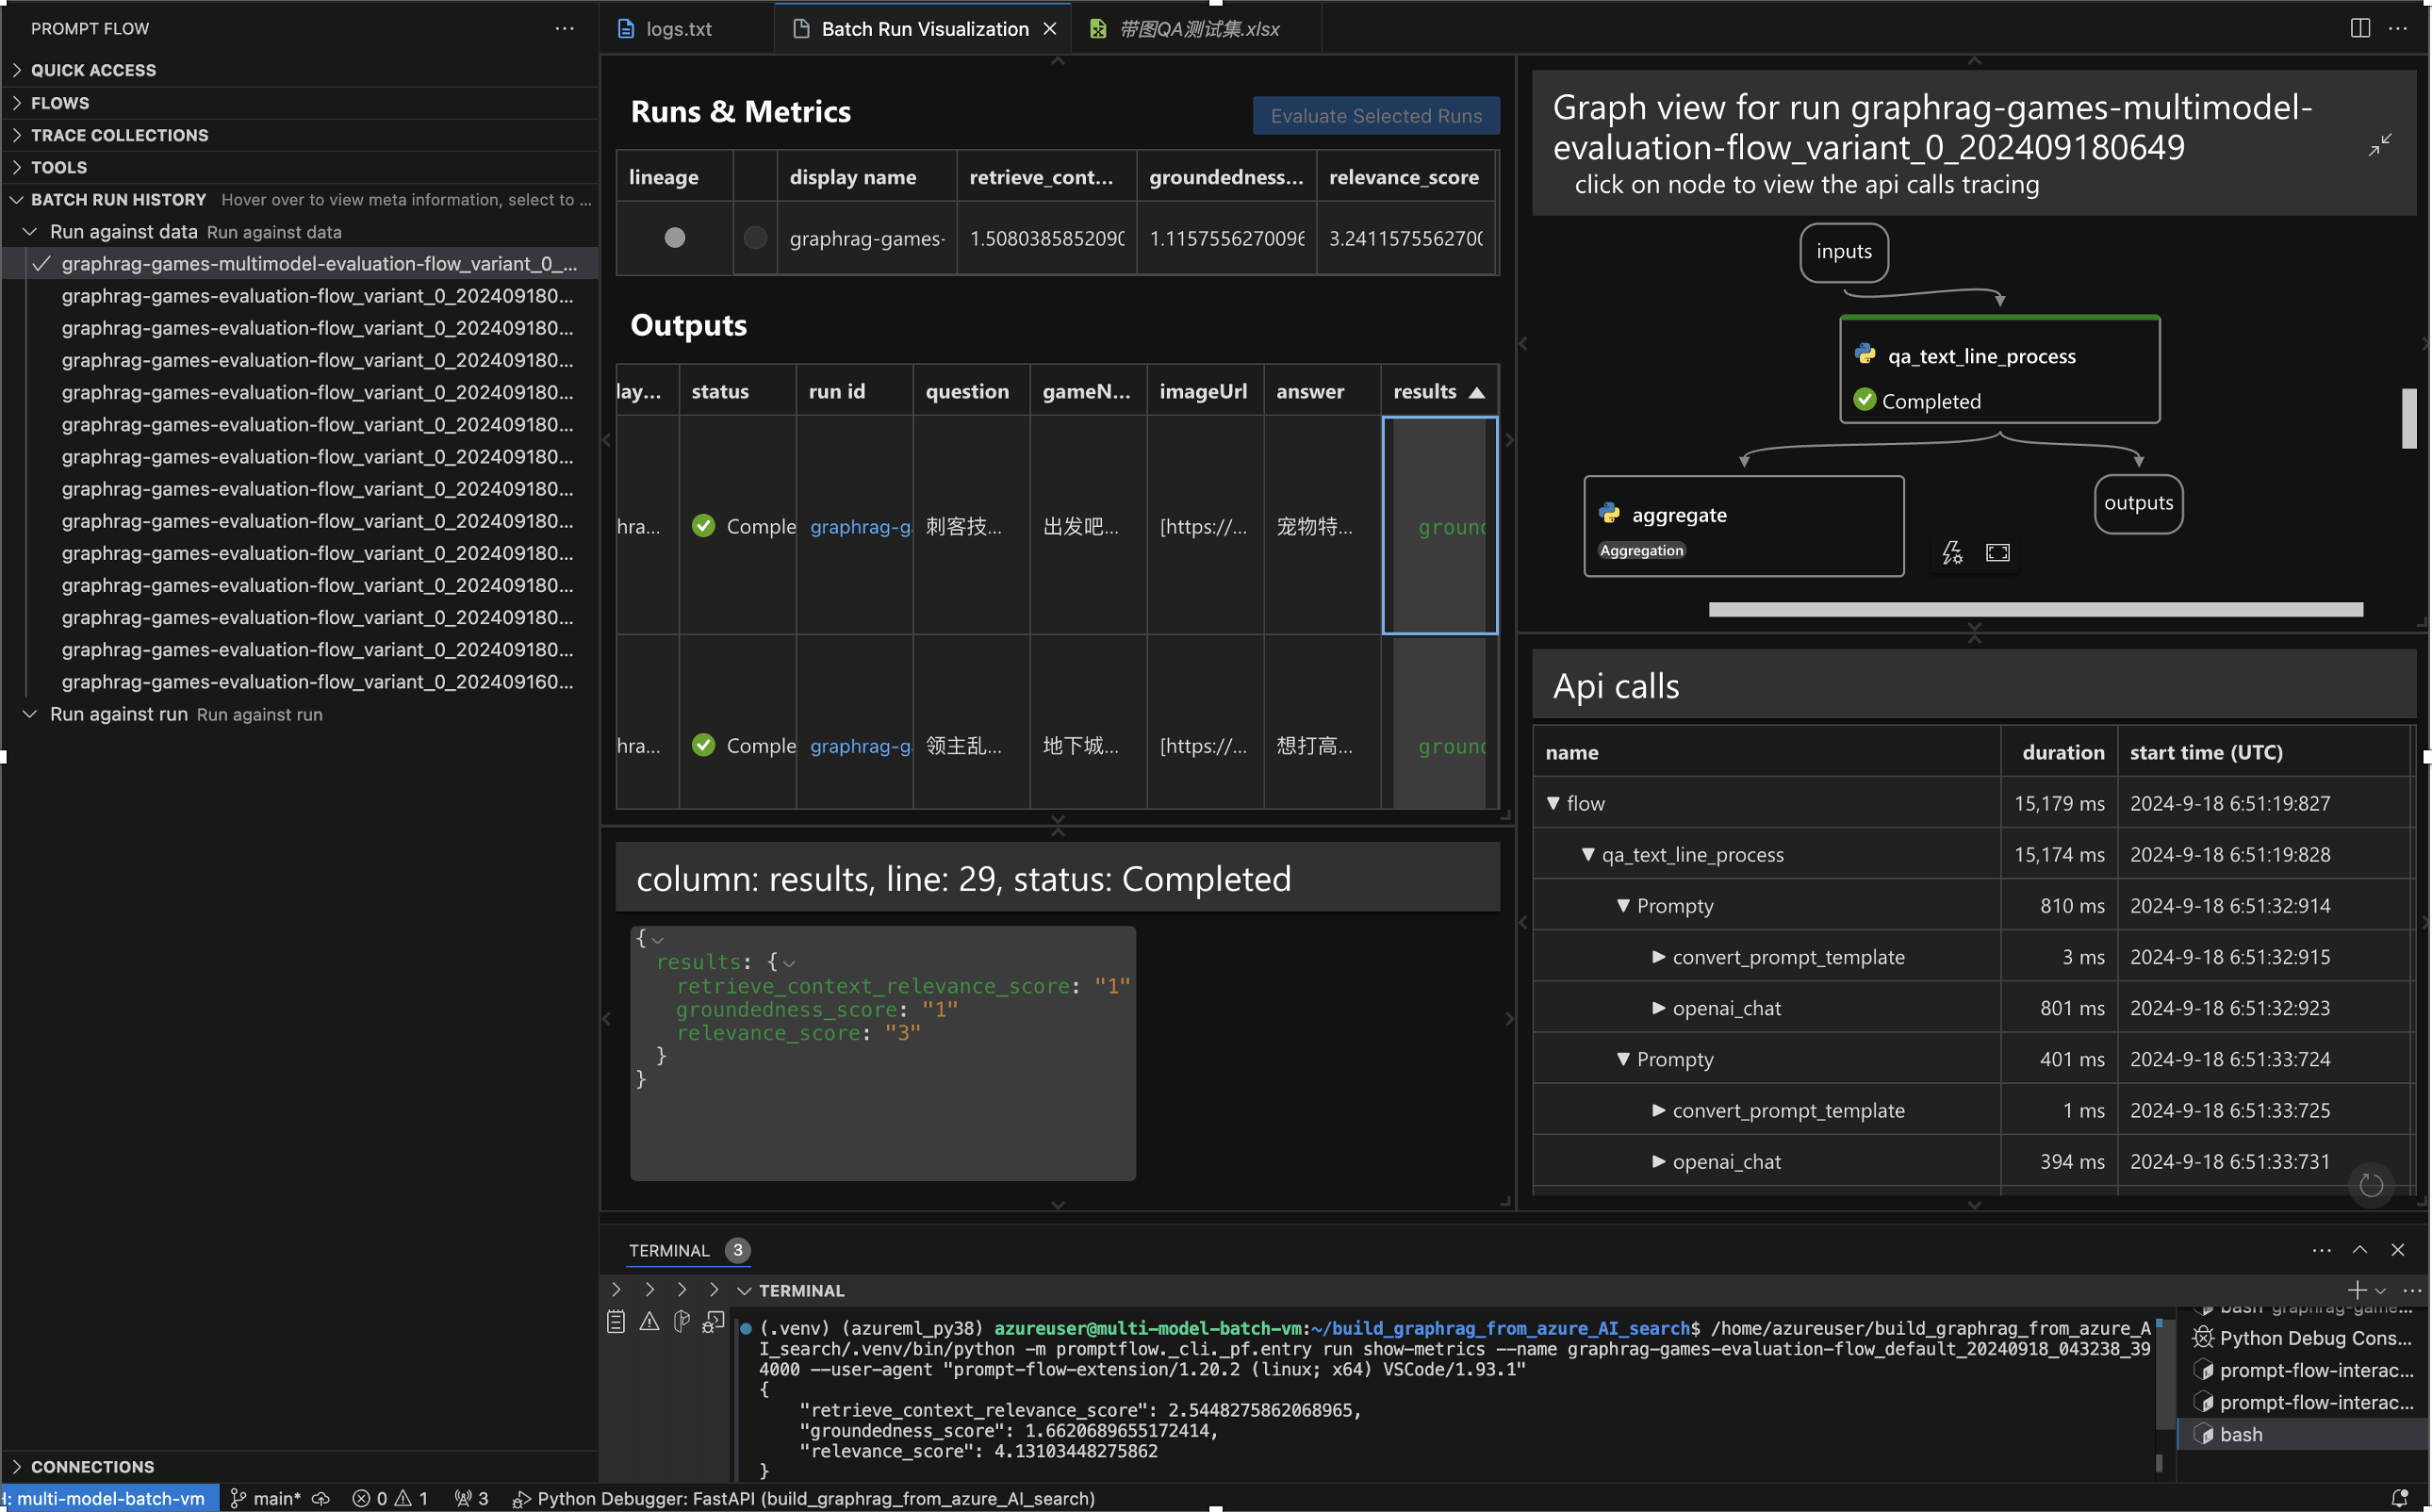 PROMPT FLOW
QUICK ACCESS
FLOWS
TRACE COLLECTIONS
TOOLS
BATCH RUN HISTORY Hover over to view meta information, select to ...
Run against data Run against data
graphrag-games-multimodel-evaluation-flow_variant_0_...
graphrag-games-evaluation-flow_variant_0_202409180...
graphrag-games-evaluation-flow_variant_0_202409180...
graphrag-games-evaluation-flow_variant_0_202409180...
graphrag-games-evaluation-flow_variant_0_202409180...
graphrag-games-evaluation-flow_variant_0_202409180...
graphrag-games-evaluation-flow_variant_0_202409180...
graphrag-games-evaluation-flow_variant_0_202409180...
graphrag-games-evaluation-flow_variant_0_202409180...
graphrag-games-evaluation-flow_variant_0_202409180...
graphrag-games-evaluation-flow_variant_0_202409180...
graphrag-games-evaluation-flow_variant_0_202409180...
graphrag-games-evaluation-flow_variant_0_202409180...
graphrag-games-evaluation-flow_variant_0_202409160...
Run against run Run against run
CONNECTIONS
logs.txt
Batch Run Visualization
带图QA测试集.xlsx
Runs & Metrics
Evaluate Selected Runs
lineage display name retrieve_cont... groundedness... relevance_score
graphrag-games- 1.5080385852090 1.1157556270096 3.2411575562700
Outputs
lay... status run id question gameN... imageUrl answer results
hra... Comple graphrag-ga 刺客技... 出发吧... [https://... 宠物特... ground
hra... Comple graphrag-ga 领主乱... 地下城... [https://... 想打高... ground
column: results, line: 29, status: Completed
{
results: {
retrieve_context_relevance_score: "1"
groundedness_score: "1"
relevance_score: "3"
}
}
Graph view for run graphrag-games-multimodel-
evaluation-flow_variant_0_202409180649
click on node to view the api calls tracing
inputs
qa_text_line_process
Completed
aggregate
Aggregation
outputs
Api calls
name duration start time (UTC)
flow 15,179 ms 2024-9-18 6:51:19:827
qa_text_line_process 15,174 ms 2024-9-18 6:51:19:828
Prompty 810 ms 2024-9-18 6:51:32:914
convert_prompt_template 3 ms 2024-9-18 6:51:32:915
openai_chat 801 ms 2024-9-18 6:51:32:923
Prompty 401 ms 2024-9-18 6:51:33:724
convert_prompt_template 1 ms 2024-9-18 6:51:33:725
openai_chat 394 ms 2024-9-18 6:51:33:731
TERMINAL 3
TERMINAL
(.venv) (azureml_py38) azureuser@multi-model-batch-vm:~/build_graphrag_from_azure_AI_search$ /home/azureuser/build_graphrag_from_azure_A
I_search/.venv/bin/python -m promptflow._cli._pf.entry run show-metrics --name graphrag-games-evaluation-flow_default_20240918_043238_39
4000 --user-agent "prompt-flow-extension/1.20.2 (linux; x64) VSCode/1.93.1"
{
"retrieve_context_relevance_score": 2.5448275862068965,
"groundedness_score": 1.6620689655172414,
"relevance_score": 4.13103448275862
}
bash graphrag-game...
Python Debug Cons...
prompt-flow-interac...
prompt-flow-interac...
bash
: multi-model-batch-vm main* 0 1 3 Python Debugger: FastAPI (build_graphrag_from_azure_AI_search)